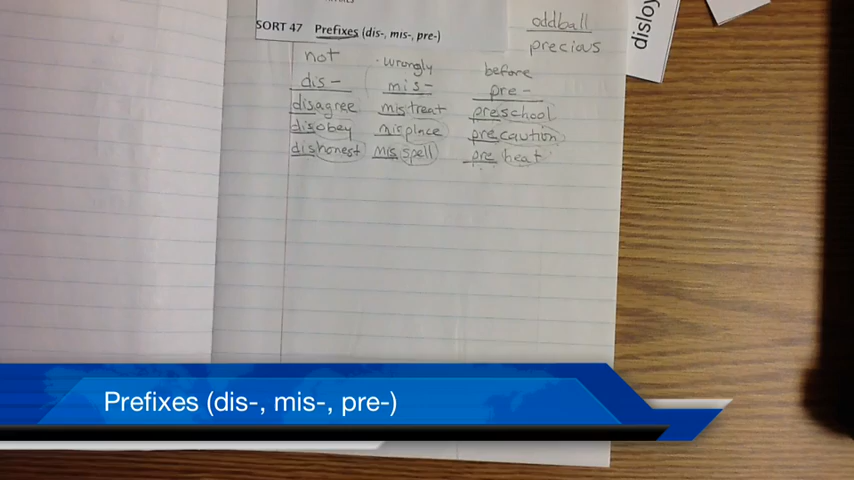 SORT 47 Prefixes (dis-, mis-, pre-)
oddball
precious
disloy
not wrongly before
dis- mis- pre-
disagree mistreat preschool
disobey misplace precaution
dishonest misspell preheat
Prefixes (dis-, mis-, pre-)